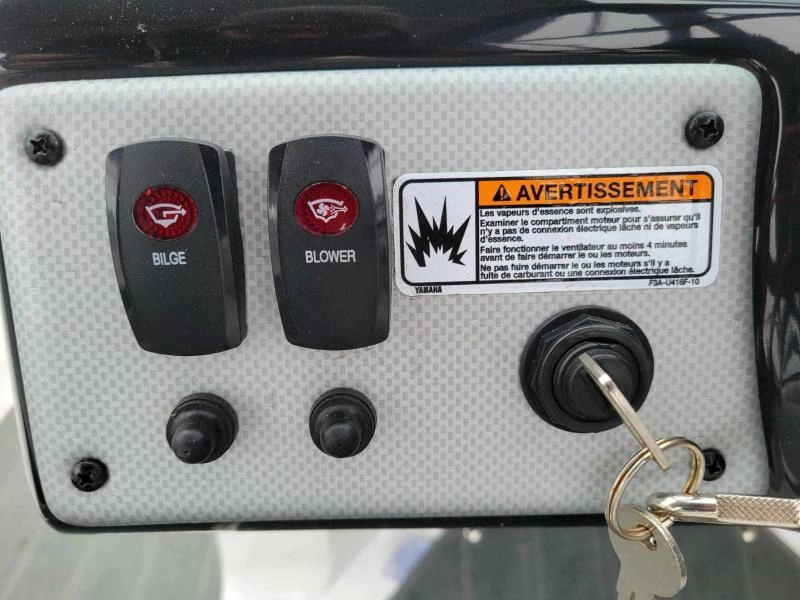 BILGE
BLOWER
AVERTISSEMENT
Les vapeurs d'essence sont explosives.
Examiner le compartiment moteur pour s'assurer qu'il
n'y a pas de connexion électrique lâche ni de vapeurs
d'essence.
Faire fonctionner le ventilateur au moins 4 minutes
avant de faire démarrer le ou les moteurs.
Ne pas faire démarrer le ou les moteurs s'il y a
fuite de carburant ou une connexion électrique lâche.
YAMAHA
F3A-U416F-10